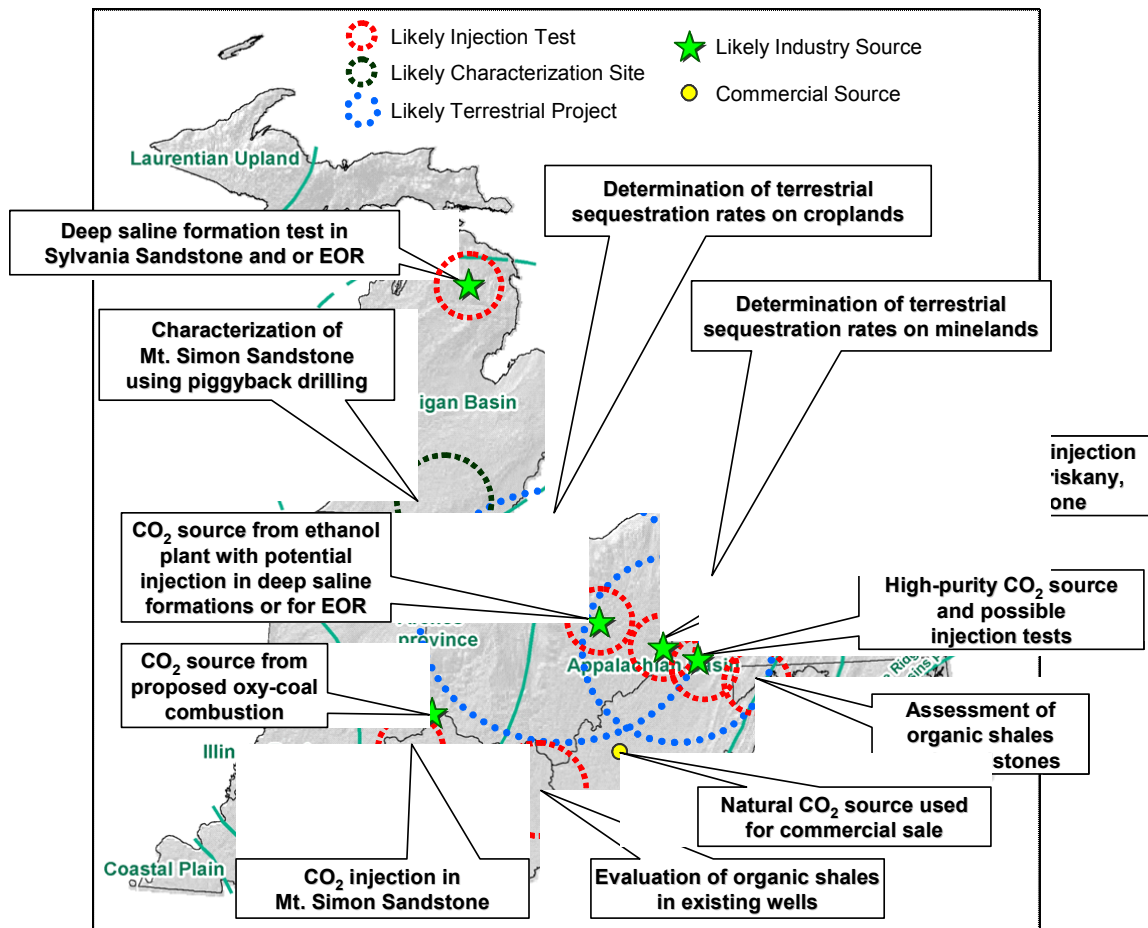 Likely Injection Test
Likely Characterization Site
Likely Terrestrial Project
Likely Industry Source
Commercial Source
Laurentian Upland
Determination of terrestrial
sequestration rates on croplands
Deep saline formation test in
Sylvania Sandstone and or EOR
Determination of terrestrial
sequestration rates on minelands
Characterization of
Mt. Simon Sandstone
using piggyback drilling
igan Basin
injection
riskany,
one
CO2 source from ethanol
plant with potential
injection in deep saline
formations or for EOR
High-purity CO2 source
and possible
injection tests
province
Appalachian Basin
CO2 source from
proposed oxy-coal
combustion
Assessment of
organic shales
stones
Illin
Natural CO2 source used
for commercial sale
Coastal Plain
CO2 injection in
Mt. Simon Sandstone
Evaluation of organic shales
in existing wells